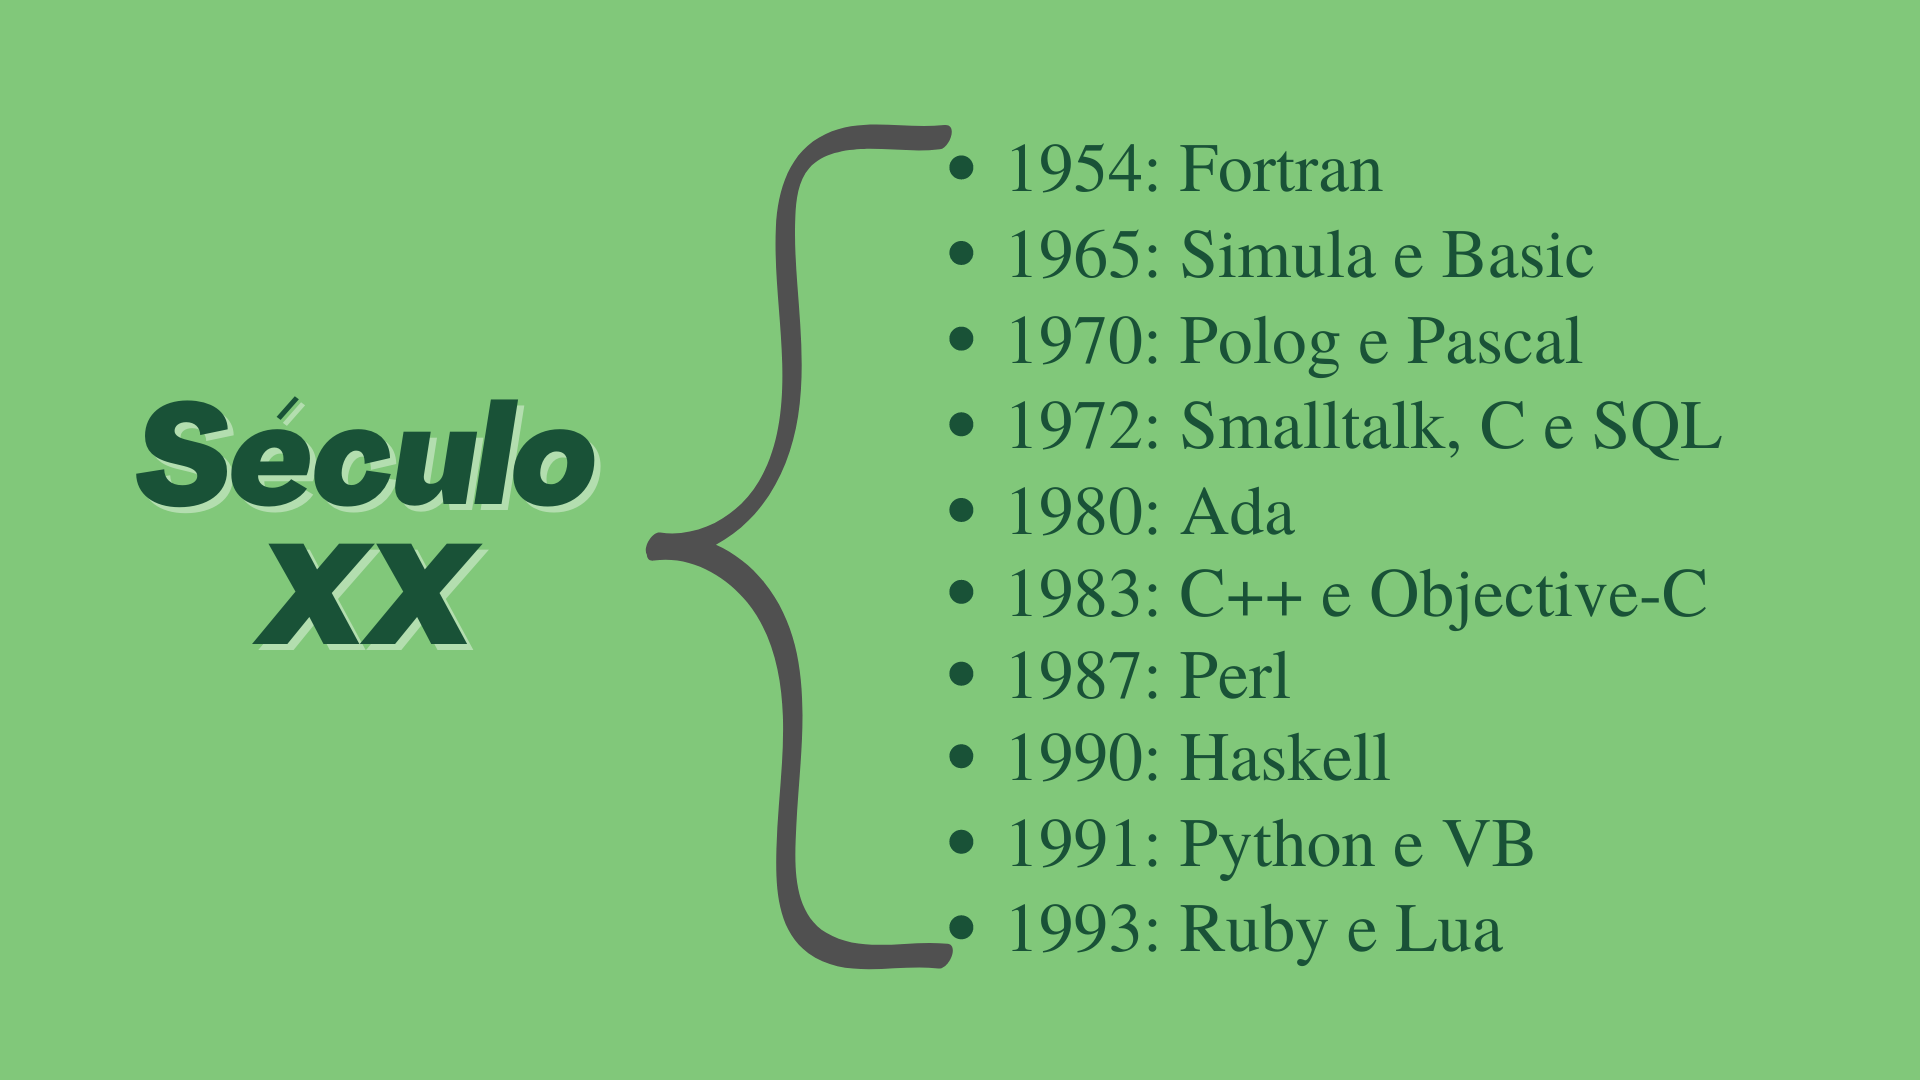 Século
XX
• 1954: Fortran
• 1965: Simula e Basic
• 1970: Polog e Pascal
• 1972: Smalltalk, C e SQL
• 1980: Ada
• 1983: C++ e Objective-C
• 1987: Perl
• 1990: Haskell
• 1991: Python e VB
• 1993: Ruby e Lua